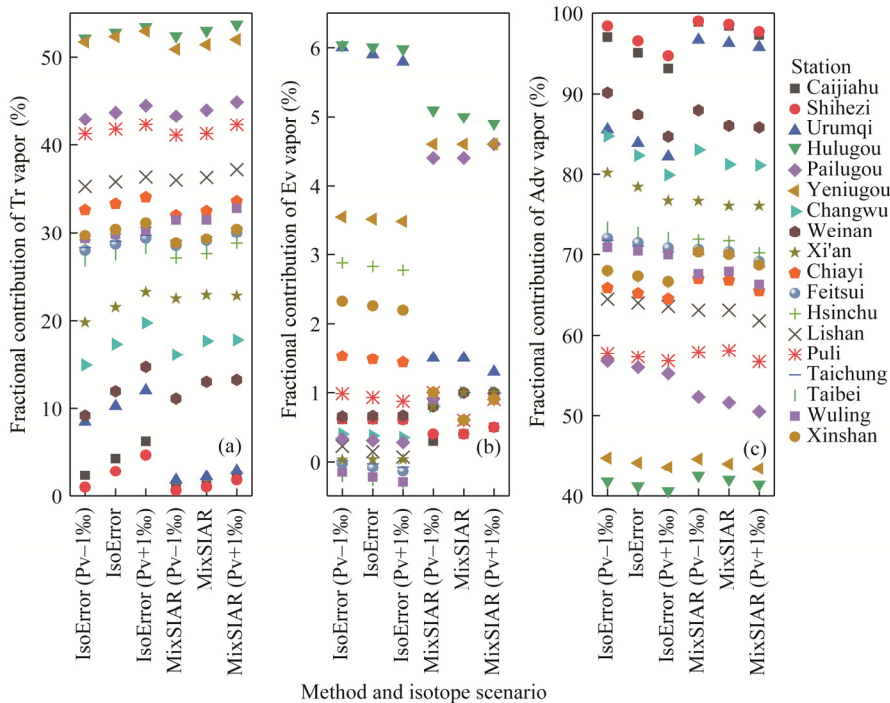 Fractional contribution of Tr vapor (%)
50
40
30
20
10
0
(a)
IsoError (Pv−1‰)
IsoError
IsoError (Pv+1‰)
MixSIAR (Pv−1‰)
MixSIAR
MixSIAR (Pv+1‰)
Fractional contribution of Ev vapor (%)
6
5
4
3
2
1
0
(b)
IsoError (Pv−1‰)
IsoError
IsoError (Pv+1‰)
MixSIAR (Pv−1‰)
MixSIAR
MixSIAR (Pv+1‰)
Fractional contribution of Adv vapor (%)
100
90
80
70
60
50
40
(c)
IsoError (Pv−1‰)
IsoError
IsoError (Pv+1‰)
MixSIAR (Pv−1‰)
MixSIAR
MixSIAR (Pv+1‰)
Station
Caijiahu
Shihezi
Urumqi
Hulugou
Pailugou
Yeniugou
Changwu
Weinan
Xi'an
Chiayi
Feitsui
Hsinchu
Lishan
Puli
Taichung
Taibei
Wuling
Xinshan
Method and isotope scenario